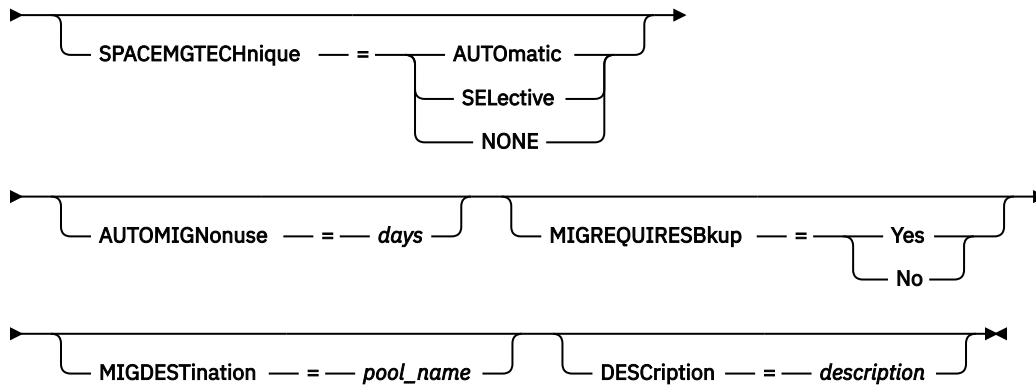 SPACEMGTECHnique = AUTOmatic
SELective
NONE
AUTOMIGNonuse = days MIGREQUIRESBkup = Yes
No
MIGDESTination = pool_name DESCription = description